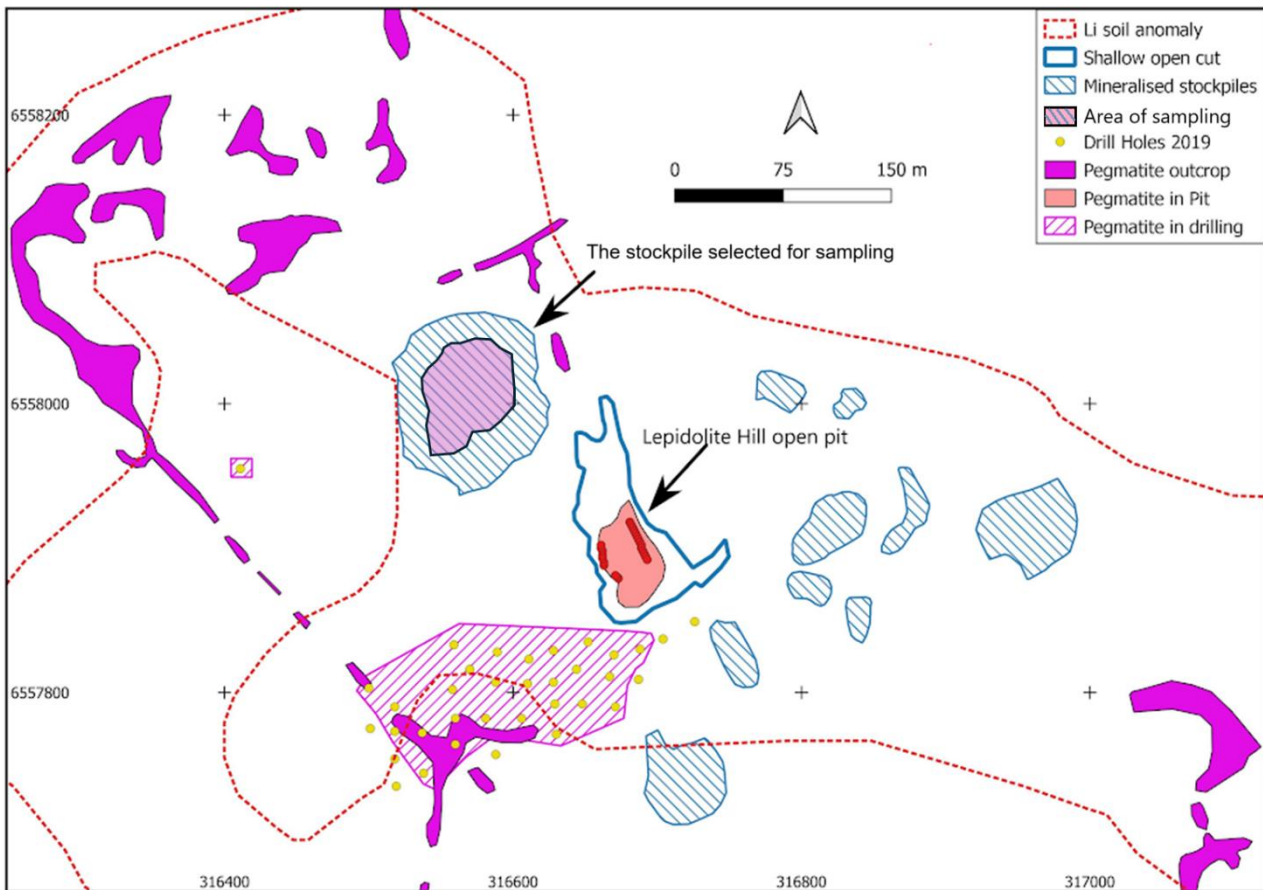 Li soil anomaly
Shallow open cut
Mineralised stockpiles
Area of sampling
Drill Holes 2019
Pegmatite outcrop
Pegmatite in Pit
Pegmatite in drilling
6558200
0 75 150 m
The stockpile selected for sampling
6558000
Lepidolite Hill open pit
6557800
316400 316600 316800 317000